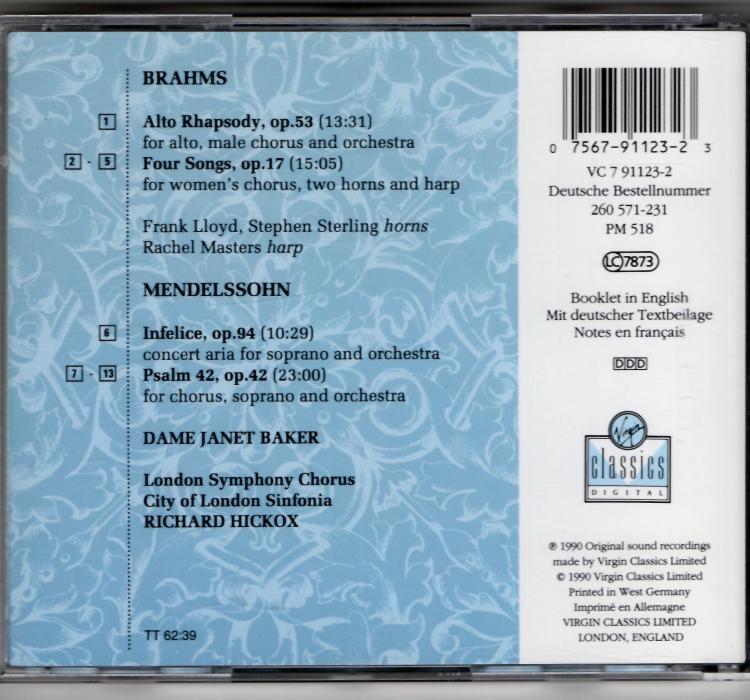 BRAHMS
1 Alto Rhapsody, op.53 (13:31)
for alto, male chorus and orchestra
2 - 5 Four Songs, op.17 (15:05)
for women's chorus, two horns and harp
Frank Lloyd, Stephen Sterling horns
Rachel Masters harp
MENDELSSOHN
6 Infelice, op.94 (10:29)
concert aria for soprano and orchestra
7 - 13 Psalm 42, op.42 (23:00)
for chorus, soprano and orchestra
DAME JANET BAKER
London Symphony Chorus
City of London Sinfonia
RICHARD HICKOX
TT 62:39
0 7567-91123-2 3
VC 7 91123-2
Deutsche Bestellnummer
260 571-231
PM 518
LC 7873
Booklet in English
Mit deutscher Textbeilage
Notes en français
DDD
Virgin
classics
DIGITAL
℗ 1990 Original sound recordings
made by Virgin Classics Limited
© 1990 Virgin Classics Limited
Printed in West Germany
Imprimé en Allemagne
VIRGIN CLASSICS LIMITED
LONDON, ENGLAND